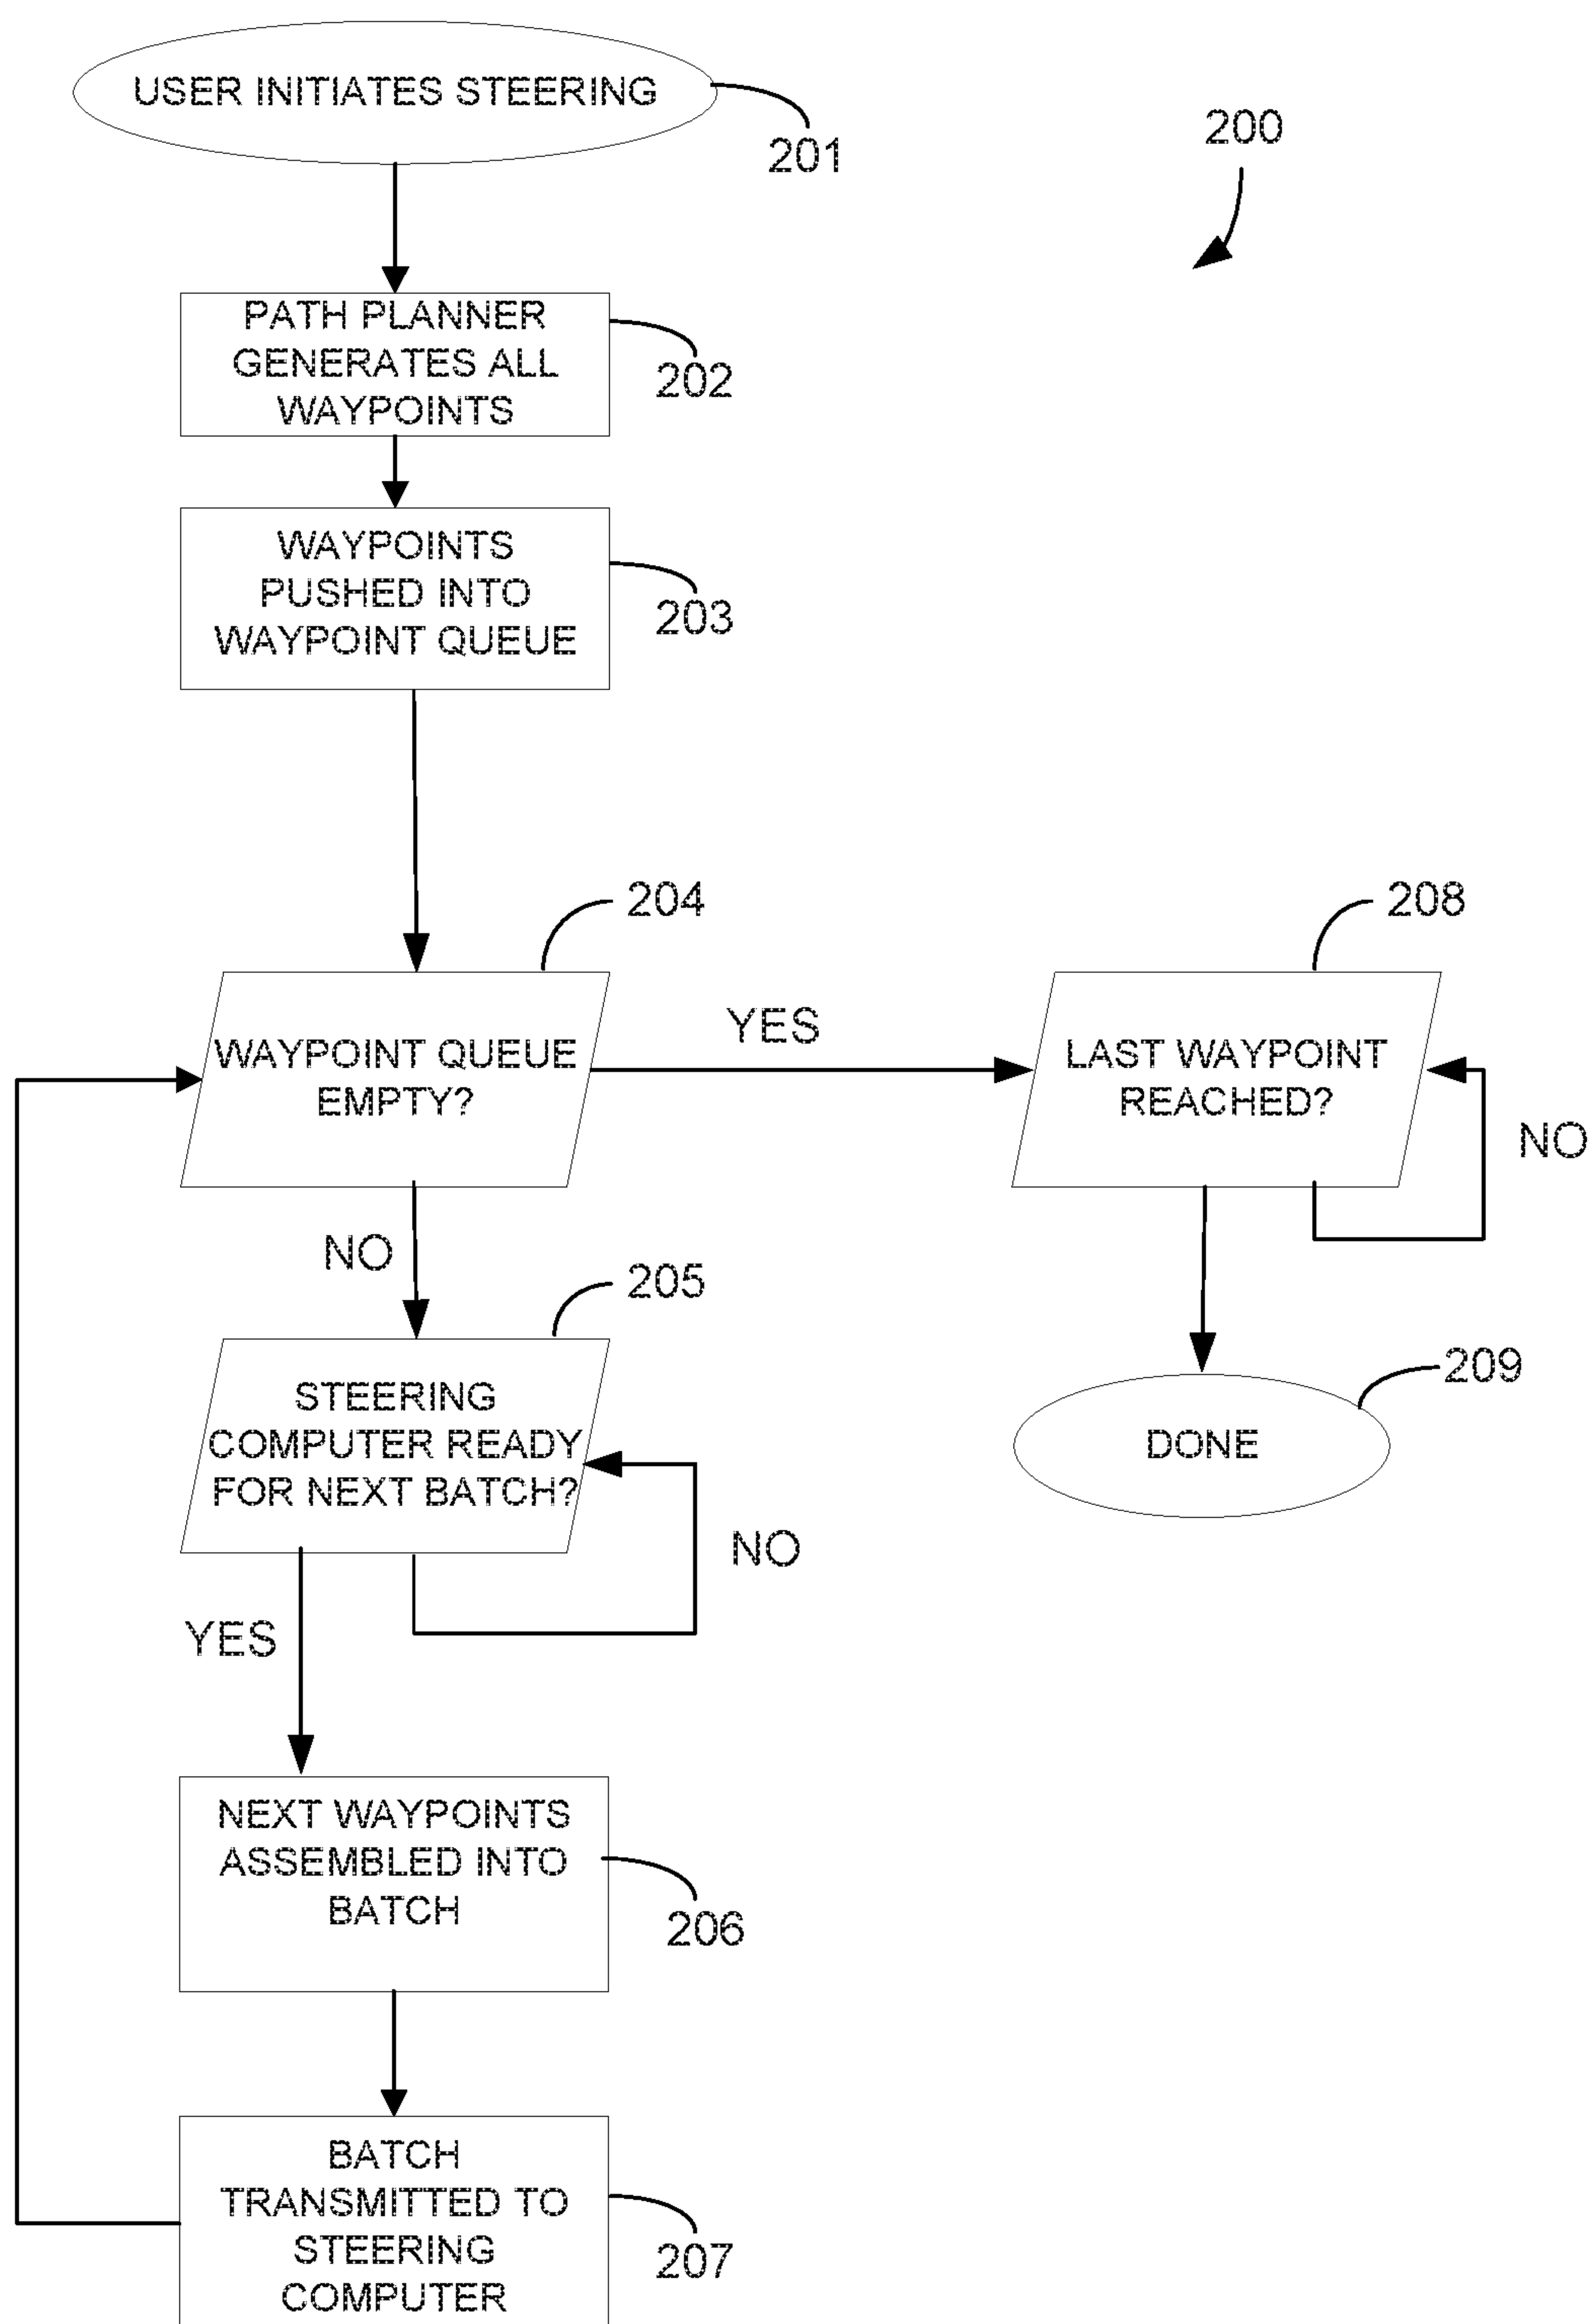 USER INITIATES STEERING
201
200
PATH PLANNER
GENERATES ALL
WAYPOINTS
202
WAYPOINTS
PUSHED INTO
WAYPOINT QUEUE
203
204
208
WAYPOINT QUEUE
EMPTY?
YES
LAST WAYPOINT
REACHED?
NO
NO
205
STEERING
COMPUTER READY
FOR NEXT BATCH?
209
DONE
NO
YES
NEXT WAYPOINTS
ASSEMBLED INTO
BATCH
206
BATCH
TRANSMITTED TO
STEERING
COMPUTER
207